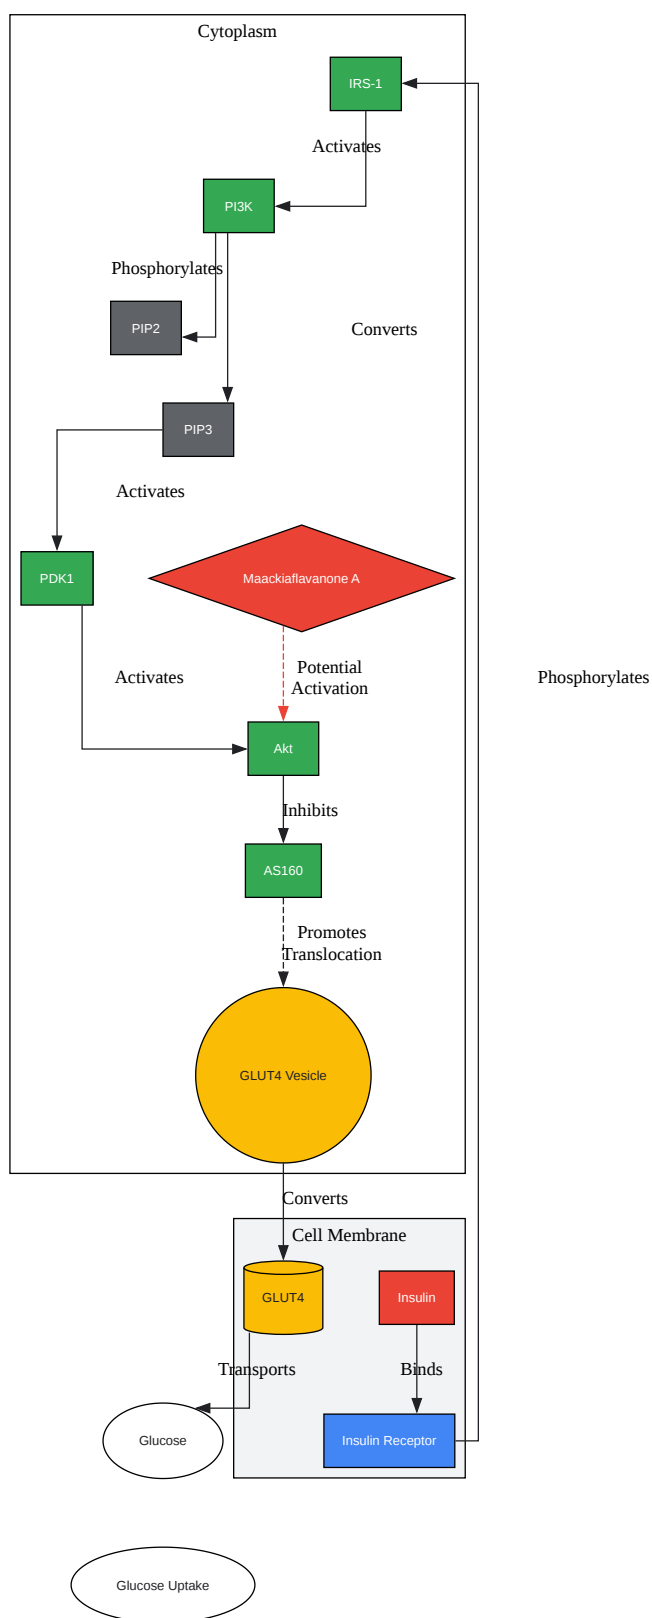 Cytoplasm
IRS-1
Activates
PI3K
Phosphorylates
PIP2
Converts
PIP3
Activates
PDK1
Maackiaflavanone A
Potential
Activation
Activates
Phosphorylates
Akt
Inhibits
AS160
Promotes
Translocation
GLUT4 Vesicle
Converts
Cell Membrane
GLUT4
Insulin
Transports
Binds
Glucose
Insulin Receptor
Glucose Uptake